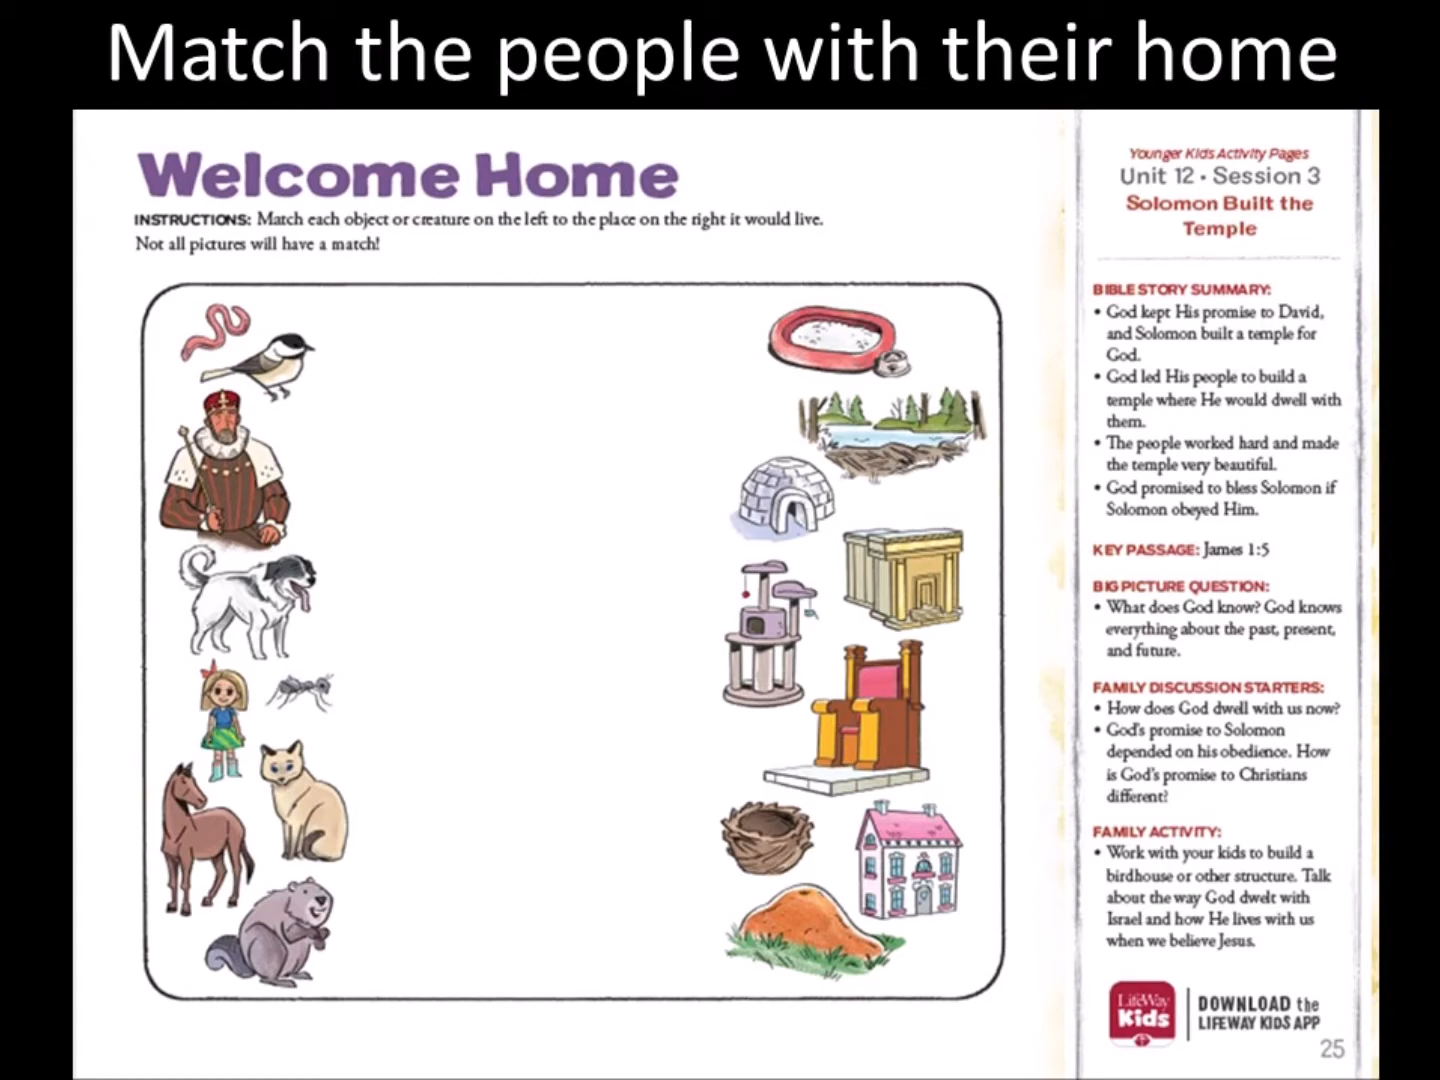 Match the people with their home
Welcome Home
INSTRUCTIONS: Match each object or creature on the left to the place on the right it would live.
Not all pictures will have a match!
Younger Kids Activity Pages
Unit 12 • Session 3
Solomon Built the
Temple
BIBLE STORY SUMMARY:
• God kept His promise to David,
and Solomon built a temple for
God.
• God led His people to build a
temple where He would dwell with
them.
• The people worked hard and made
the temple very beautiful.
• God promised to bless Solomon if
Solomon obeyed Him.
KEY PASSAGE: James 1:5
BIG PICTURE QUESTION:
• What does God know? God knows
everything about the past, present,
and future.
FAMILY DISCUSSION STARTERS:
• How does God dwell with us now?
• God's promise to Solomon
depended on his obedience. How
is God's promise to Christians
different?
FAMILY ACTIVITY:
• Work with your kids to build a
birdhouse or other structure. Talk
about the way God dwelt with
Israel and how He lives with us
when we believe Jesus.
LifeWay
Kids
DOWNLOAD the
LIFEWAY KIDS APP
25